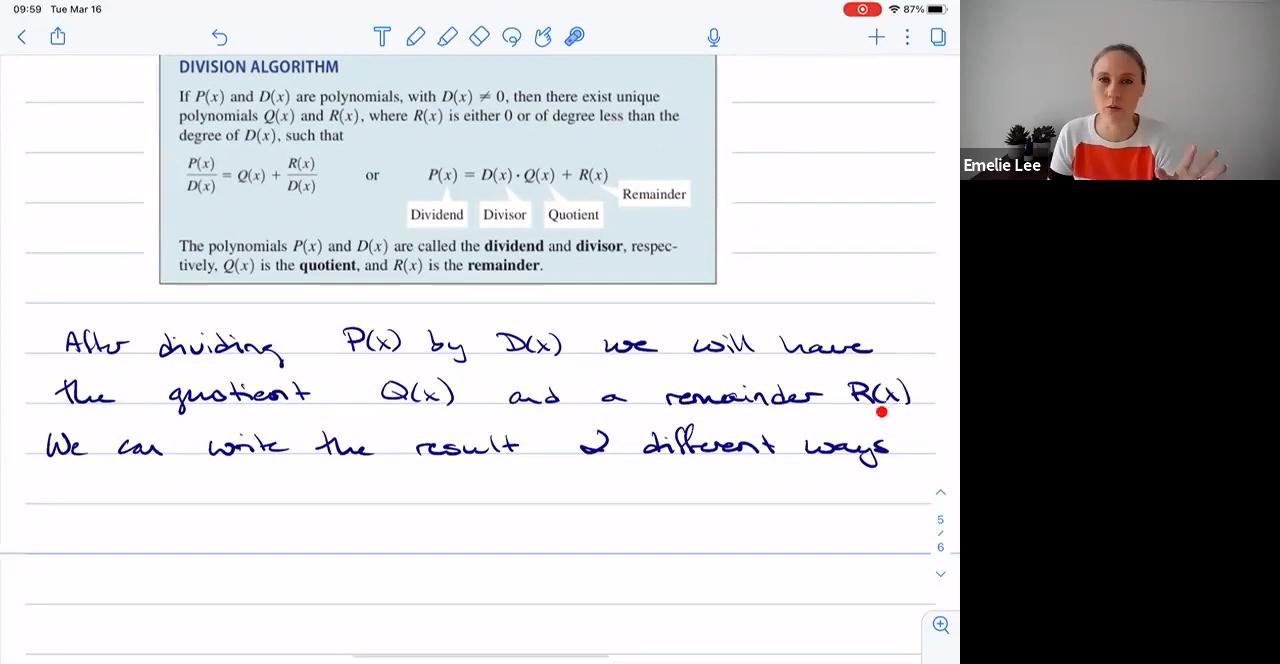 09:59 Tue Mar 16
87%
DIVISION ALGORITHM
If P(x) and D(x) are polynomials, with D(x) ≠ 0, then there exist unique
polynomials Q(x) and R(x), where R(x) is either 0 or of degree less than the
degree of D(x), such that
P(x)/D(x) = Q(x) + R(x)/D(x) or P(x) = D(x) · Q(x) + R(x)
Remainder
Dividend Divisor Quotient
The polynomials P(x) and D(x) are called the dividend and divisor, respec-
tively, Q(x) is the quotient, and R(x) is the remainder.
After dividing P(x) by D(x) we will have
the quotient Q(x) and a remainder R(x)
We can write the result 2 different ways
5
/
6
Emelie Lee